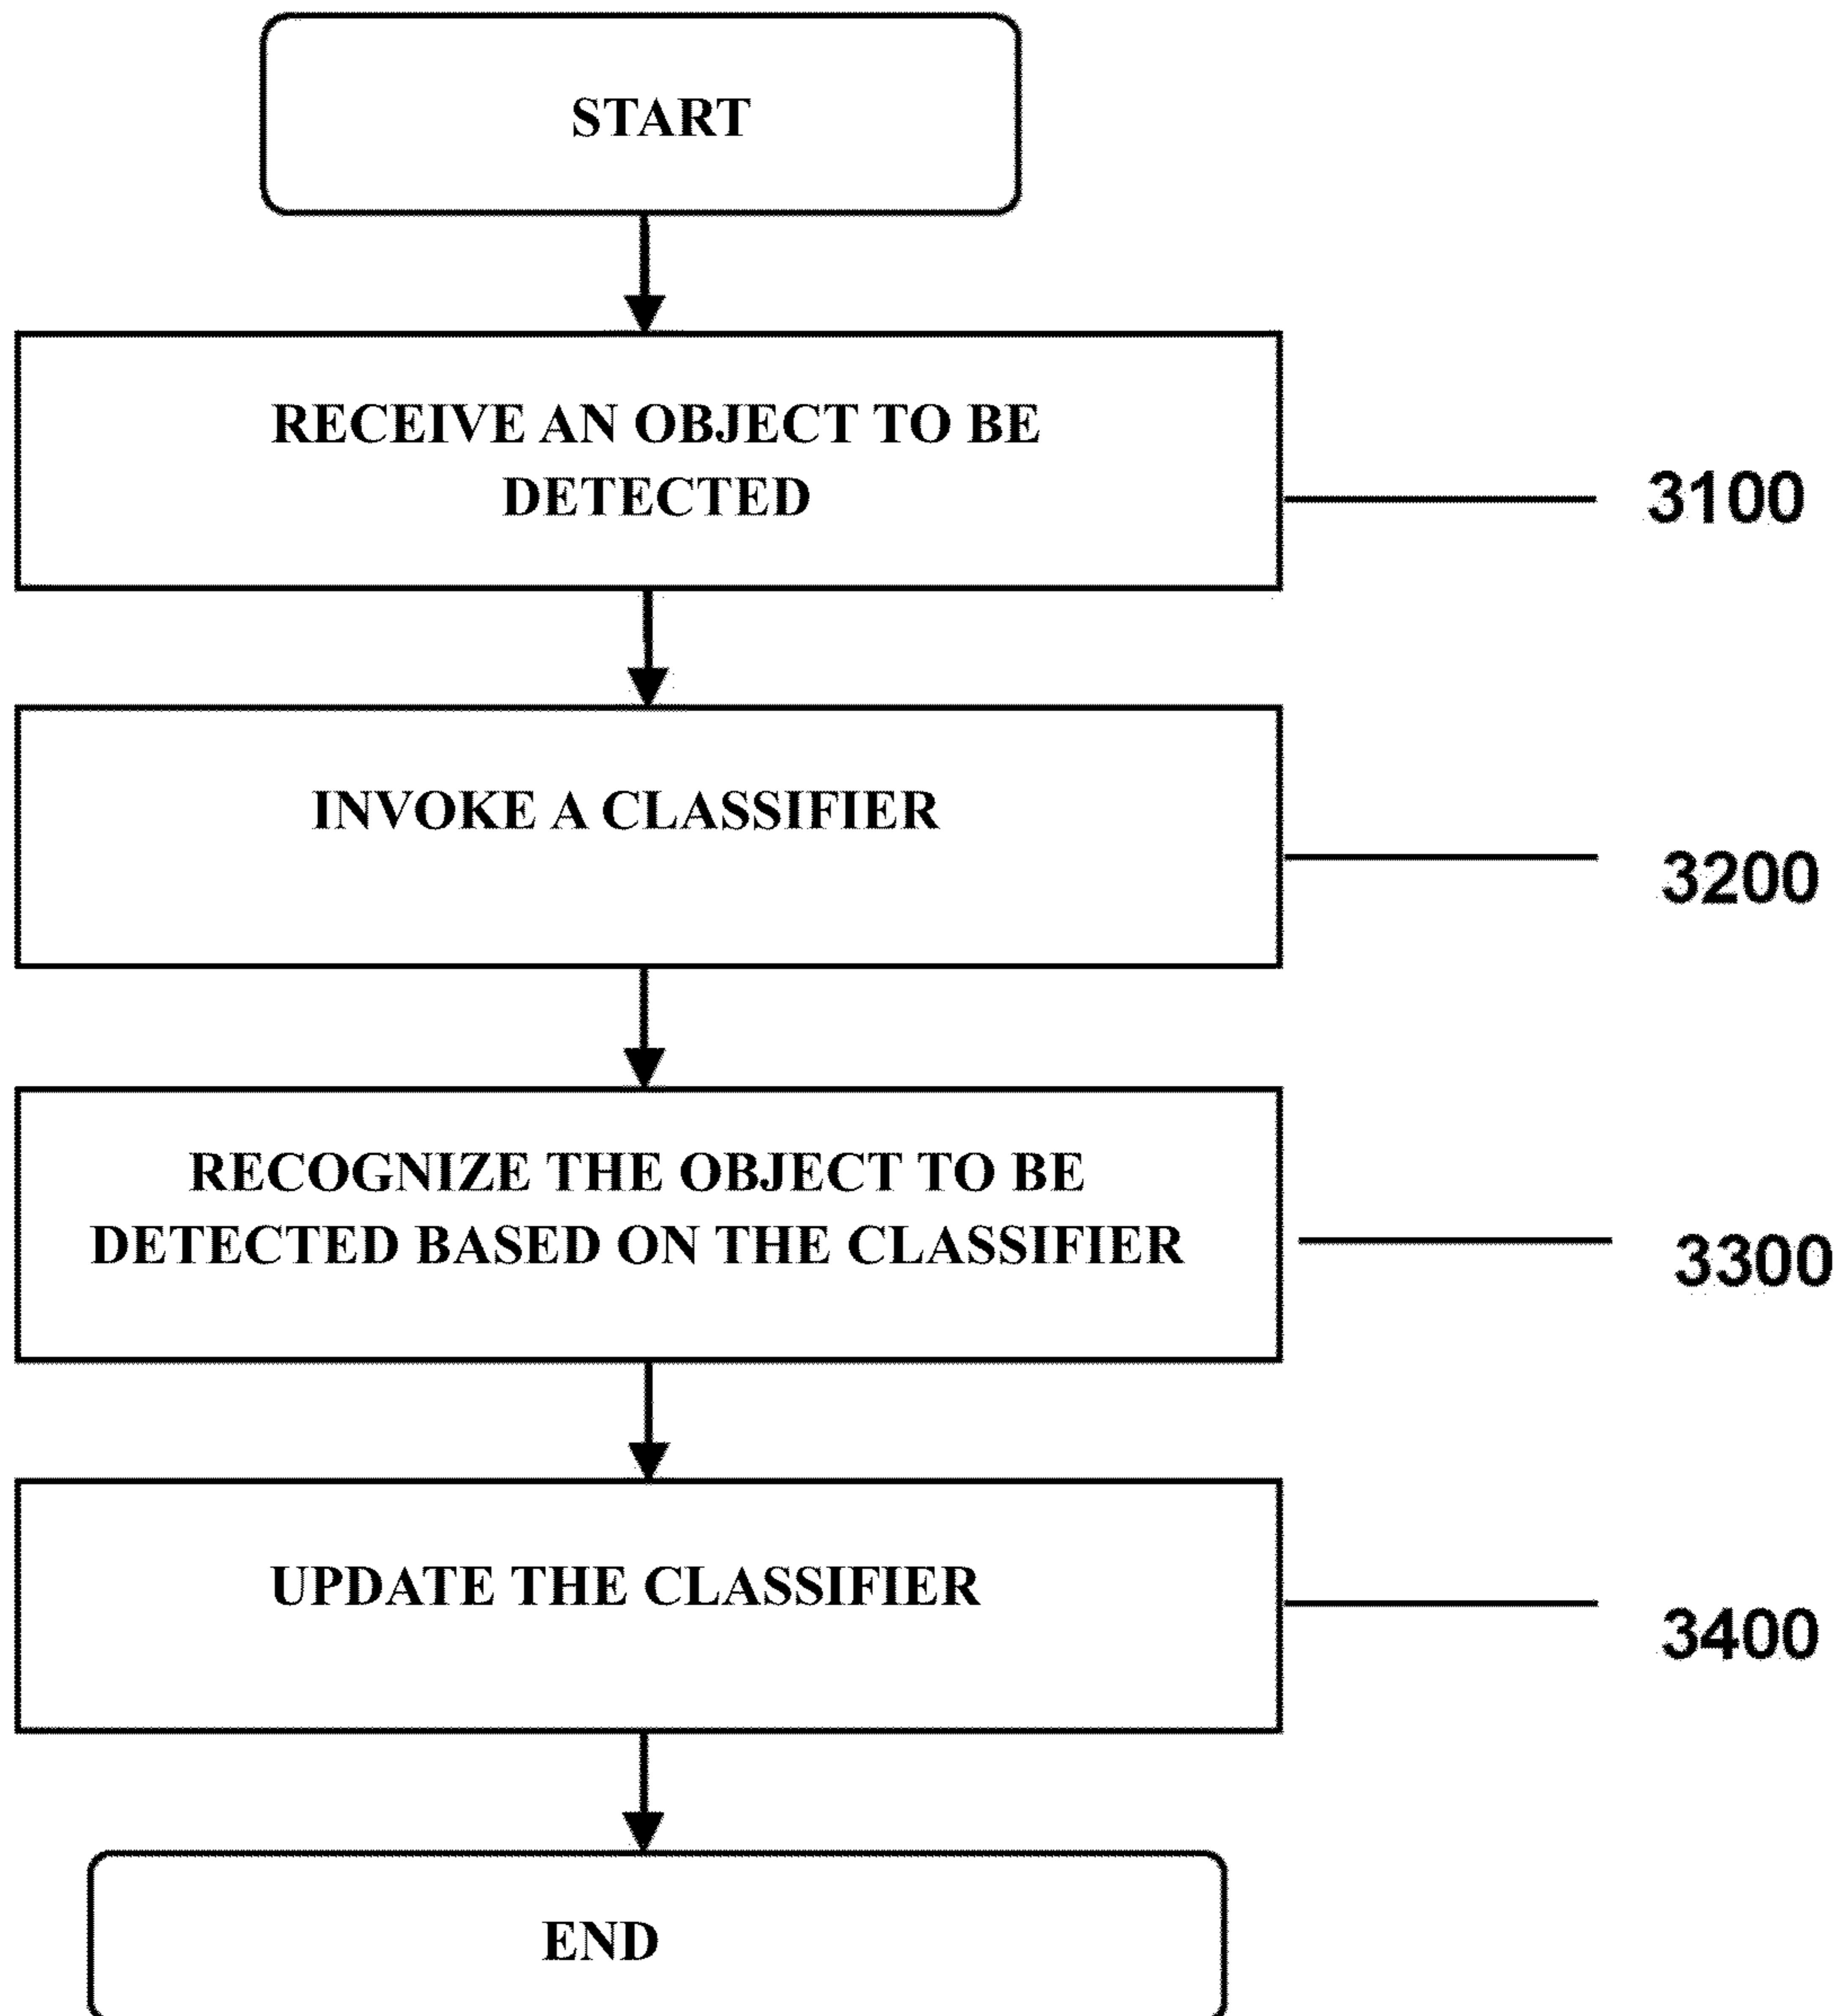 START
RECEIVE AN OBJECT TO BE
DETECTED
3100
INVOKE A CLASSIFIER
3200
RECOGNIZE THE OBJECT TO BE
DETECTED BASED ON THE CLASSIFIER
3300
UPDATE THE CLASSIFIER
3400
END